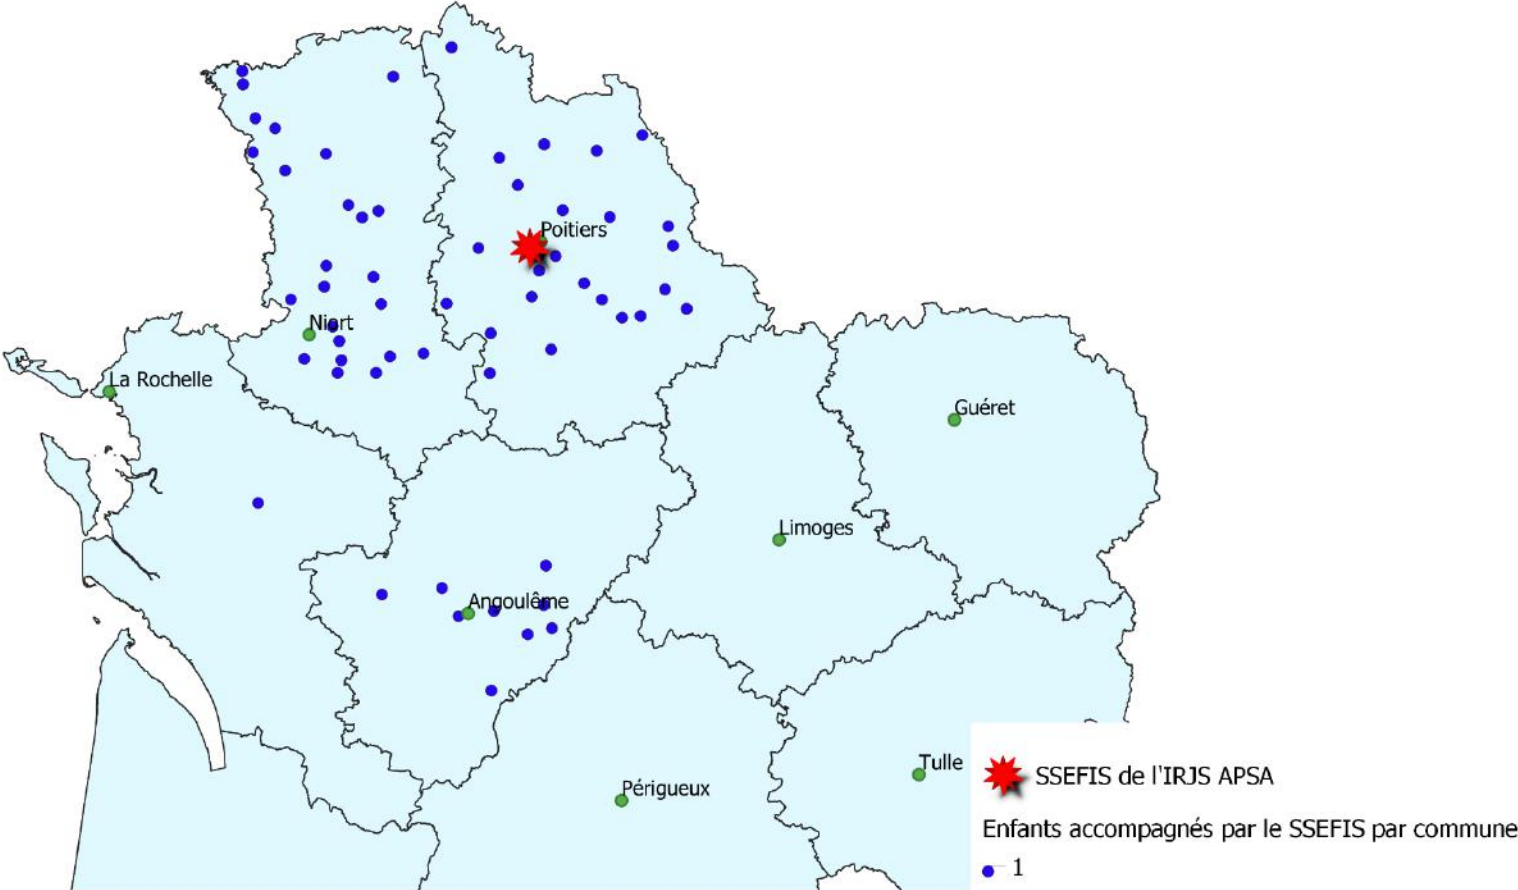 Poitiers
Niort
La Rochelle
Guéret
Limoges
Angoulême
Tulle
Périgueux
SSEFIS de l'IRJS APSA
Enfants accompagnés par le SSEFIS par commune
1